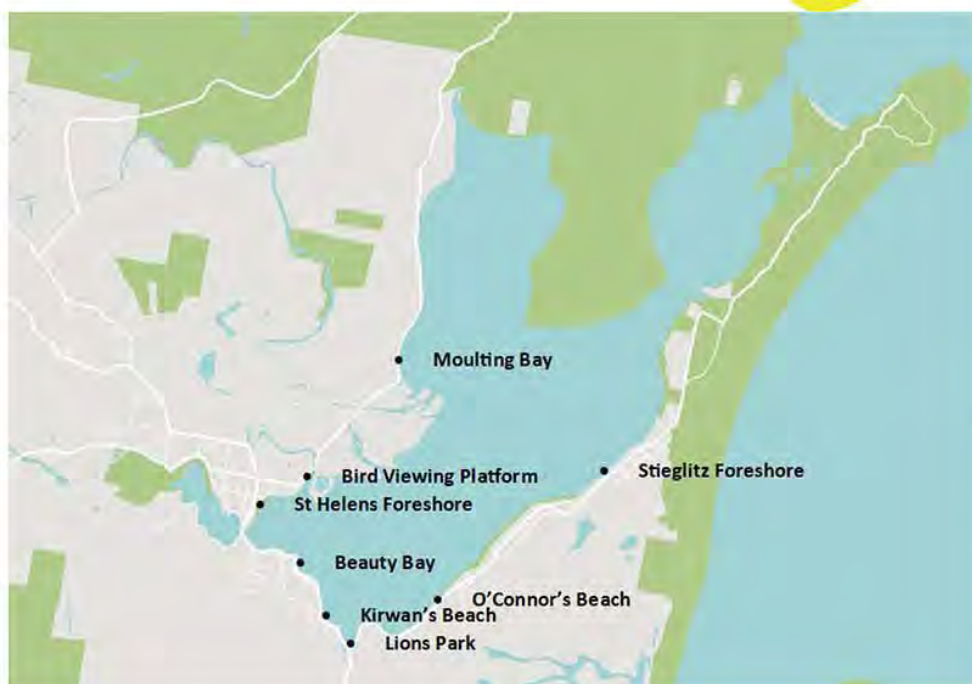 Moulting Bay
Stieglitz Foreshore
Bird Viewing Platform
St Helens Foreshore
Beauty Bay
O'Connor's Beach
Kirwan's Beach
Lions Park